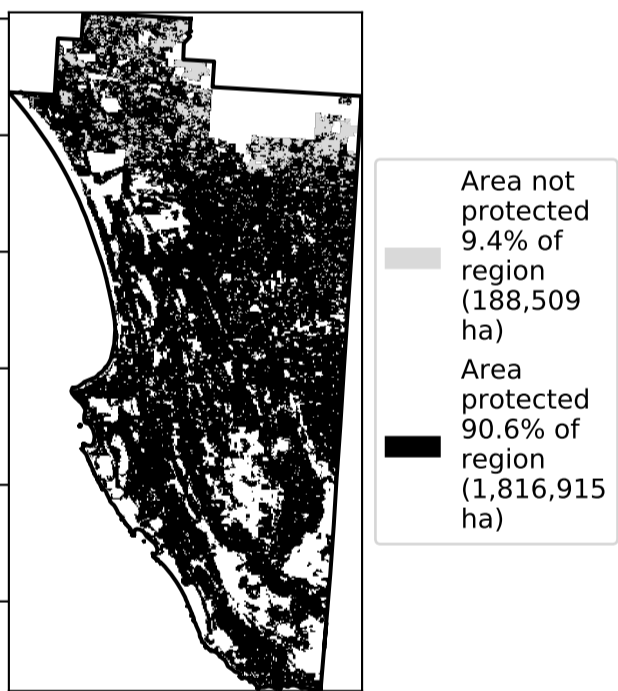 Area not
protected
9.4% of
region
(188,509
ha)
Area
protected
90.6% of
region
(1,816,915
ha)